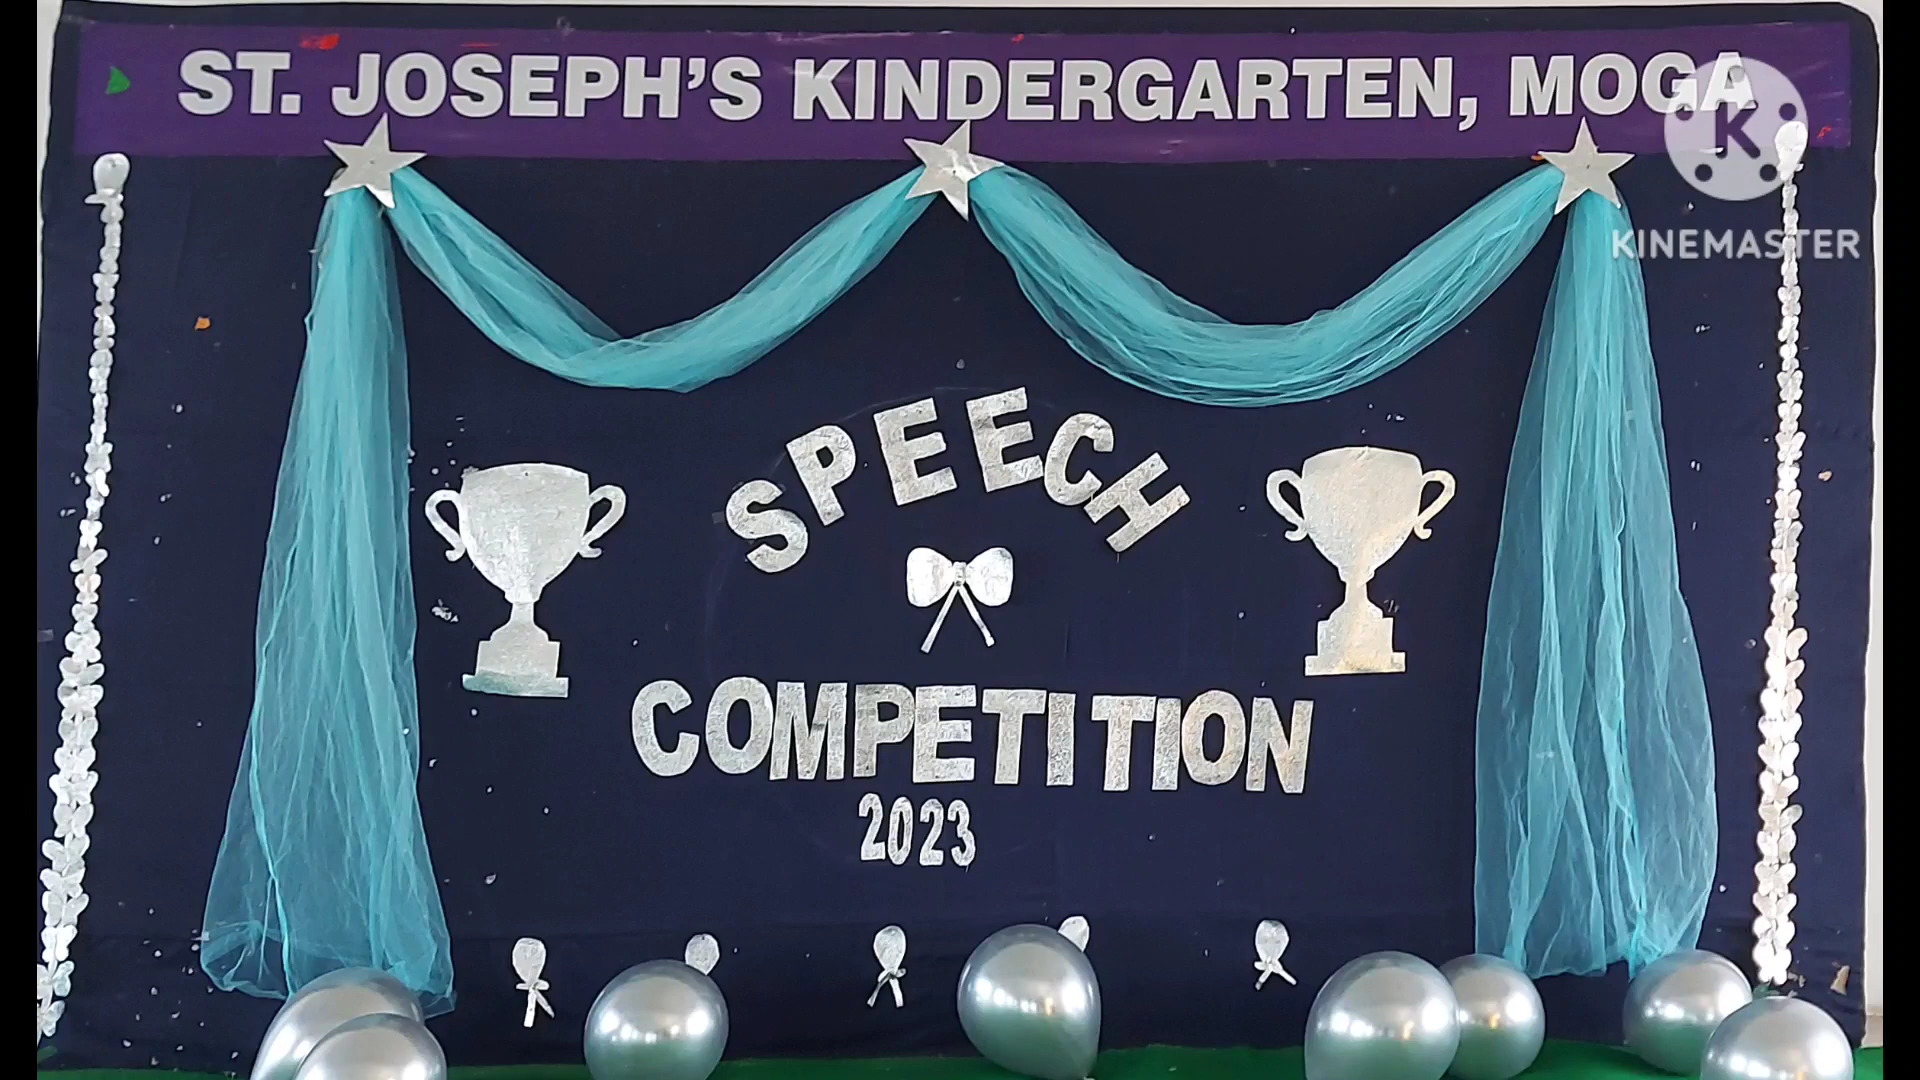 ST. JOSEPH'S KINDERGARTEN, MOGA
K
KINEMASTER
SPEECH
COMPETITION
2023